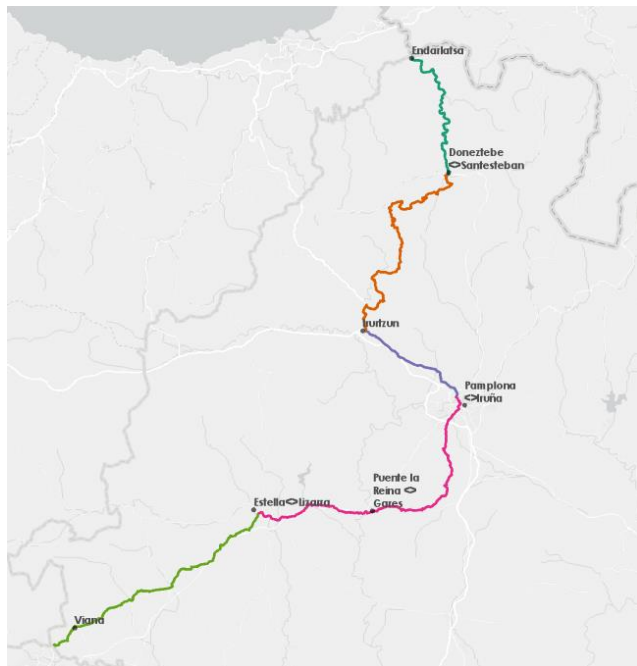 Endarlatsa
Doneztebe
<>Santesteban
Irurtzun
Pamplona
<>Iruña
Puente la
Reina <>
Gares
Estella<>lizarra
Viana